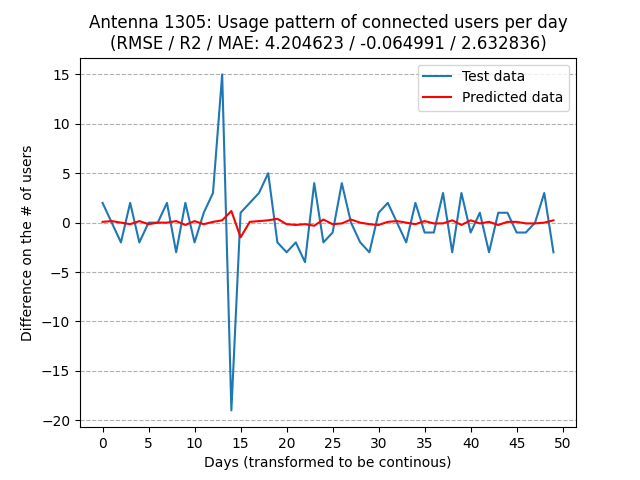 Antenna 1305: Usage pattern of connected users per day
(RMSE / R2 / MAE: 4.204623 / -0.064991 / 2.632836)
Test data
Predicted data
15
10
5
0
−5
−10
−15
−20
Difference on the # of users
0 5 10 15 20 25 30 35 40 45 50
Days (transformed to be continous)